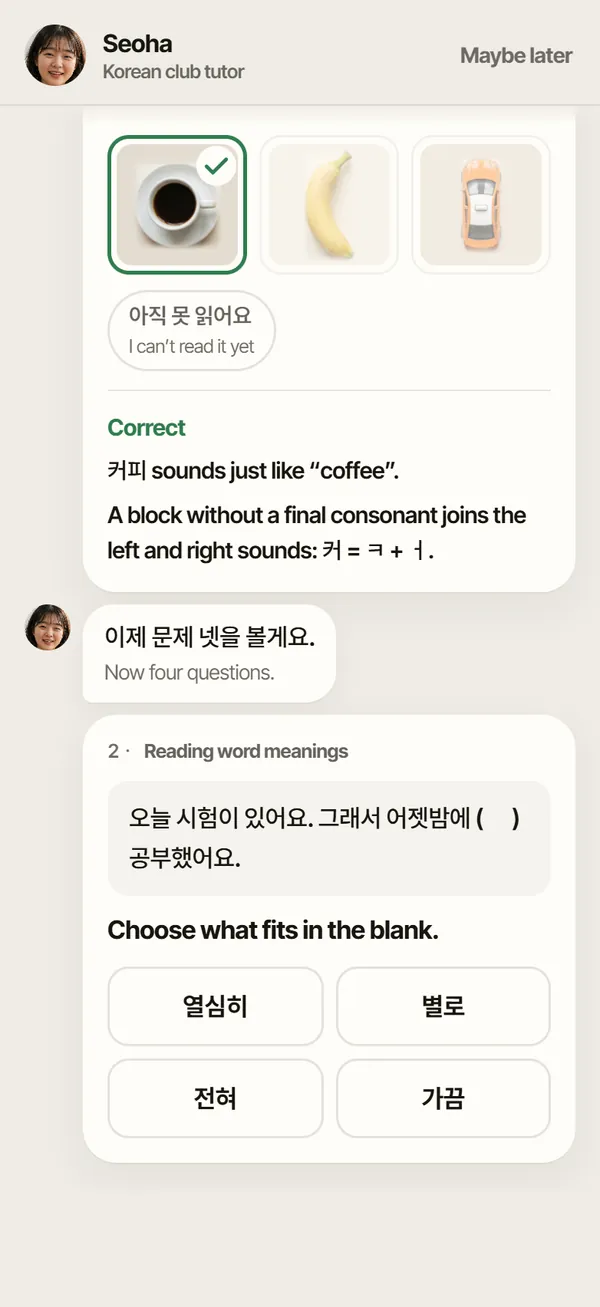 Seoha
Korean club tutor
Maybe later
아직 못 읽어요
I can’t read it yet
Correct
커피 sounds just like “coffee”.
A block without a final consonant joins the
left and right sounds: 커 = ㅋ + ㅓ.
이제 문제 넷을 볼게요.
Now four questions.
2 · Reading word meanings
오늘 시험이 있어요. 그래서 어젯밤에 ( )
공부했어요.
Choose what fits in the blank.
열심히
별로
전혀
가끔